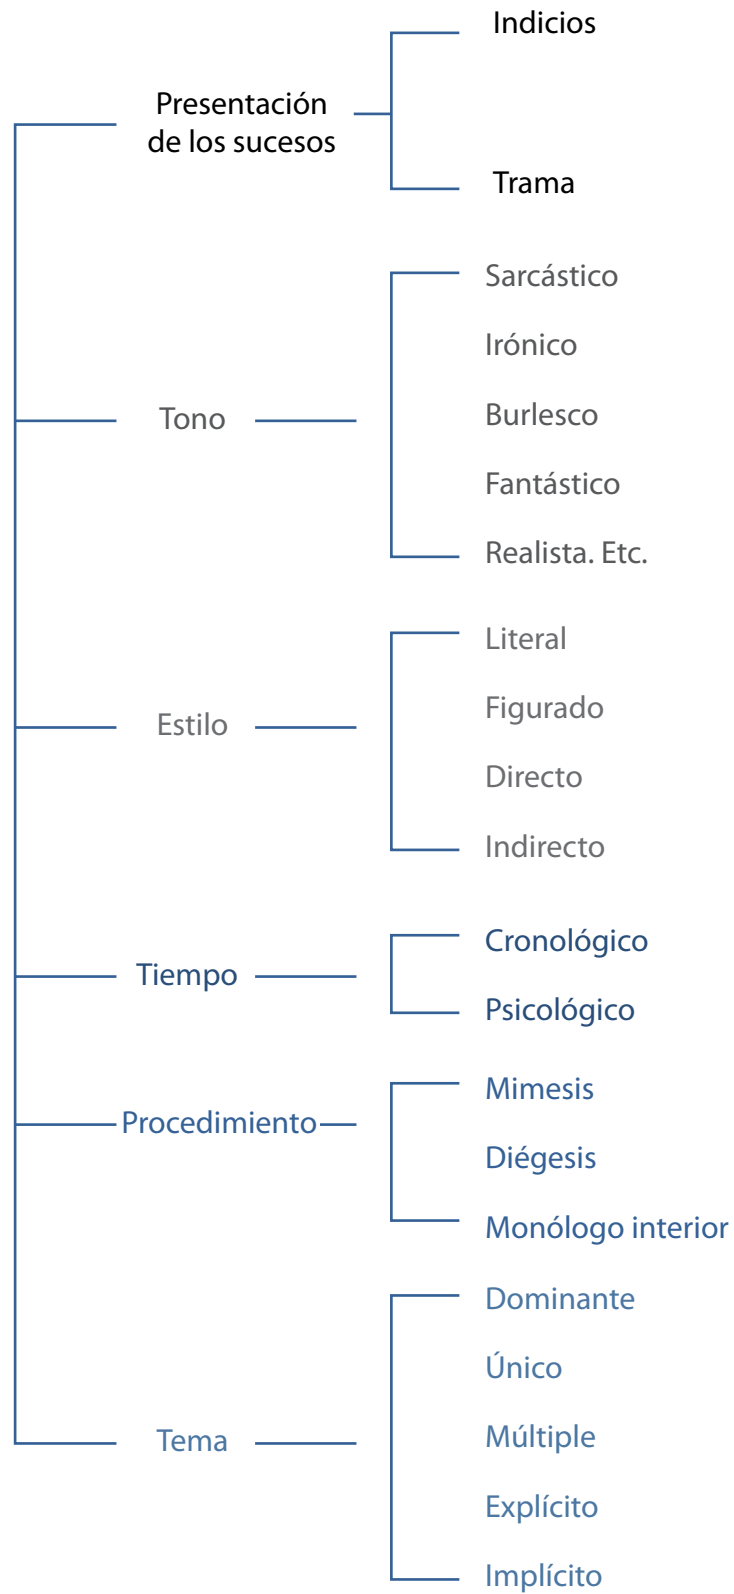 Presentación
de los sucesos
Indicios
Trama
Tono
Sarcástico
Irónico
Burlesco
Fantástico
Realista. Etc.
Estilo
Literal
Figurado
Directo
Indirecto
Tiempo
Cronológico
Psicológico
Procedimiento
Mimesis
Diégesis
Monólogo interior
Tema
Dominante
Único
Múltiple
Explícito
Implícito